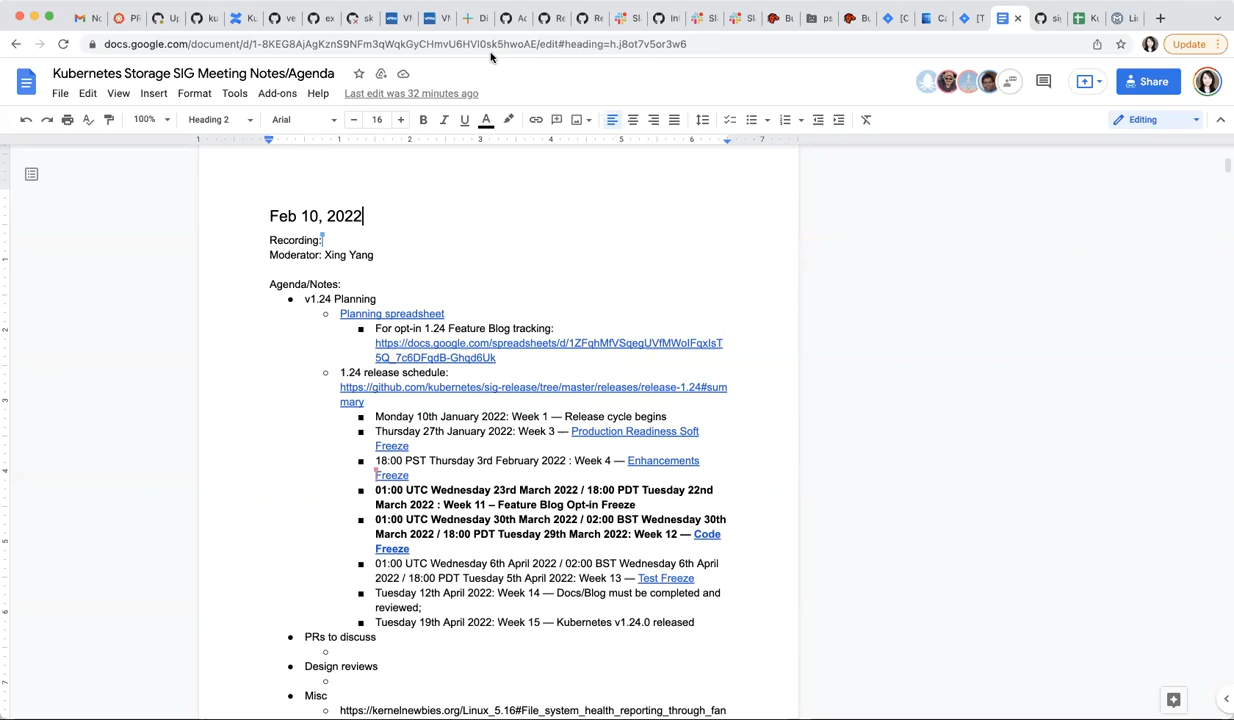 docs.google.com/document/d/1-8KEG8AjAgKznS9NFm3qWqkGyCHmvU6HVI0sk5hwoAE/edit#heading=h.j8ot7v5or3w6
Update
Kubernetes Storage SIG Meeting Notes/Agenda
File Edit View Insert Format Tools Add-ons Help Last edit was 32 minutes ago
Share
100% Heading 2 Arial 16 Editing
Feb 10, 2022
Recording:
Moderator: Xing Yang
Agenda/Notes:
v1.24 Planning
Planning spreadsheet
For opt-in 1.24 Feature Blog tracking:
https://docs.google.com/spreadsheets/d/1ZFqhMfVSqegUVfMWoIFqxIsT
5Q_7c6DFqdB-Ghqd6Uk
1.24 release schedule:
https://github.com/kubernetes/sig-release/tree/master/releases/release-1.24#sum
mary
Monday 10th January 2022: Week 1 — Release cycle begins
Thursday 27th January 2022: Week 3 — Production Readiness Soft
Freeze
18:00 PST Thursday 3rd February 2022 : Week 4 — Enhancements
Freeze
01:00 UTC Wednesday 23rd March 2022 / 18:00 PDT Tuesday 22nd
March 2022 : Week 11 – Feature Blog Opt-in Freeze
01:00 UTC Wednesday 30th March 2022 / 02:00 BST Wednesday 30th
March 2022 / 18:00 PDT Tuesday 29th March 2022: Week 12 — Code
Freeze
01:00 UTC Wednesday 6th April 2022 / 02:00 BST Wednesday 6th April
2022 / 18:00 PDT Tuesday 5th April 2022: Week 13 — Test Freeze
Tuesday 12th April 2022: Week 14 — Docs/Blog must be completed and
reviewed;
Tuesday 19th April 2022: Week 15 — Kubernetes v1.24.0 released
PRs to discuss
Design reviews
Misc
https://kernelnewbies.org/Linux_5.16#File_system_health_reporting_through_fan